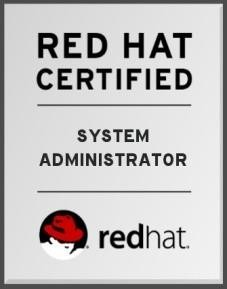 RED HAT
CERTIFIED
SYSTEM
ADMINISTRATOR
redhat.